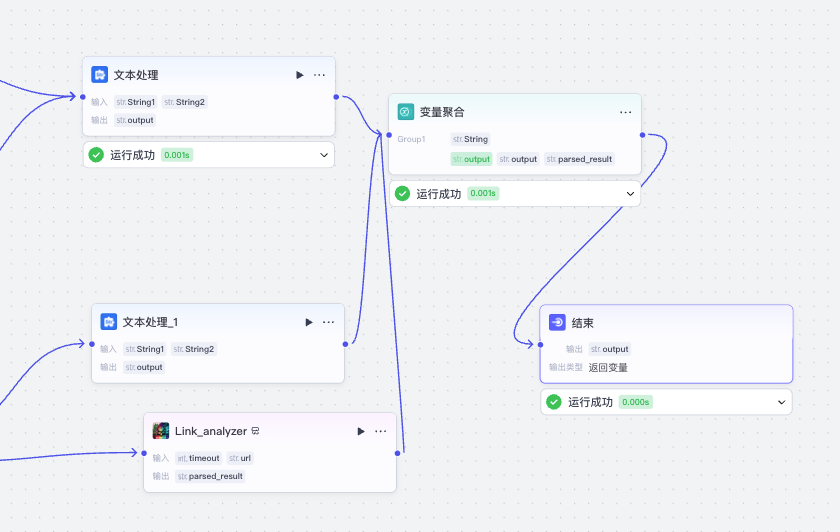 文本处理
输入 str. String1 str. String2
输出 str. output
运行成功 0.001s
变量聚合
Group1 str. String
str. output str. output str. parsed_result
运行成功 0.001s
文本处理_1
输入 str. String1 str. String2
输出 str. output
结束
输出 str. output
输出类型 返回变量
运行成功 0.000s
Link_analyzer
输入 int. timeout str. url
输出 str. parsed_result